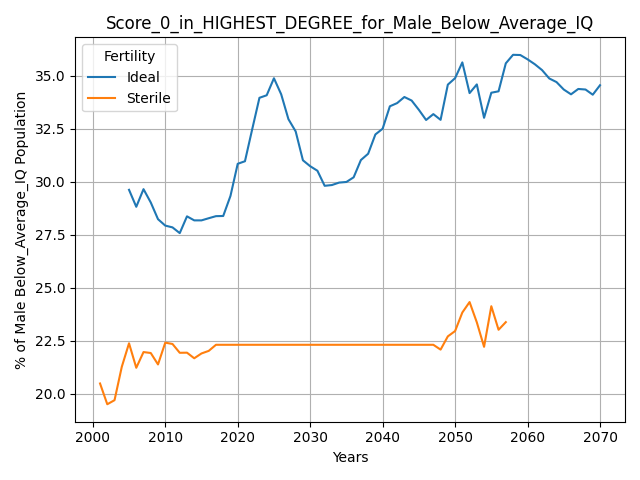 Score_0_in_HIGHEST_DEGREE_for_Male_Below_Average_IQ
Fertility
Ideal
Sterile
% of Male Below_Average_IQ Population
35.0
32.5
30.0
27.5
25.0
22.5
20.0
2000 2010 2020 2030 2040 2050 2060 2070
Years